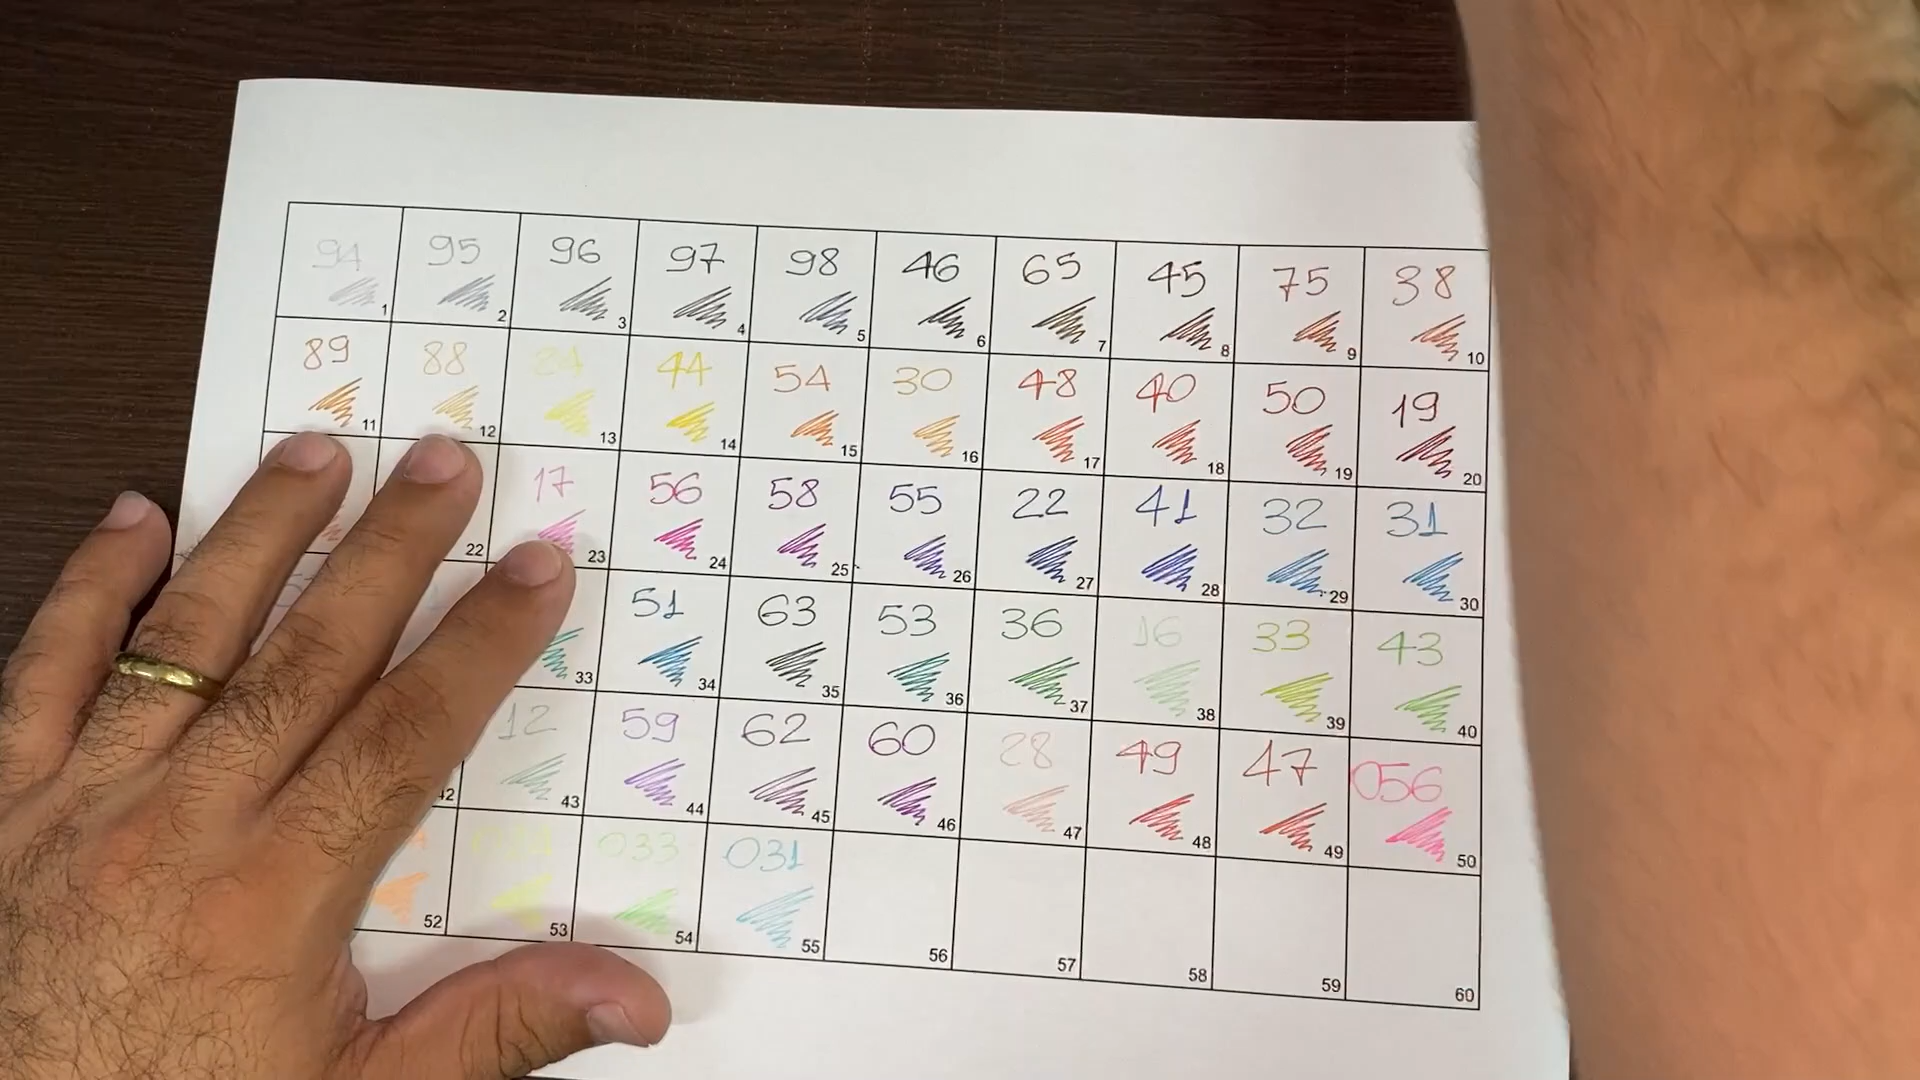 94 95 96 97 98 46 65 45 75 38
1 2 3 4 5 6 7 8 9 10
89 88 24 44 54 30 48 40 50 19
11 12 13 14 15 16 17 18 19 20
17 56 58 55 22 41 32 31
22 23 24 25 26 27 28 29 30
51 63 53 36 16 33 43
33 34 35 36 37 38 39 40
12 59 62 60 28 49 47 056
43 44 45 46 47 48 49 50
033 031
52 53 54 55 56 57 58 59 60